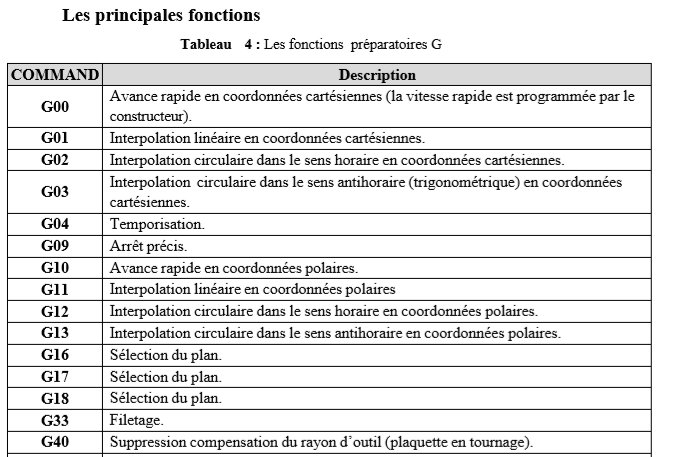 Les principales fonctions
Tableau 4 : Les fonctions préparatoires G
COMMAND Description
G00 Avance rapide en coordonnées cartésiennes (la vitesse rapide est programmée par le
constructeur).
G01 Interpolation linéaire en coordonnées cartésiennes.
G02 Interpolation circulaire dans le sens horaire en coordonnées cartésiennes.
G03 Interpolation circulaire dans le sens antihoraire (trigonométrique) en coordonnées
cartésiennes.
G04 Temporisation.
G09 Arrêt précis.
G10 Avance rapide en coordonnées polaires.
G11 Interpolation linéaire en coordonnées polaires
G12 Interpolation circulaire dans le sens horaire en coordonnées polaires.
G13 Interpolation circulaire dans le sens antihoraire en coordonnées polaires.
G16 Sélection du plan.
G17 Sélection du plan.
G18 Sélection du plan.
G33 Filetage.
G40 Suppression compensation du rayon d’outil (plaquette en tournage).